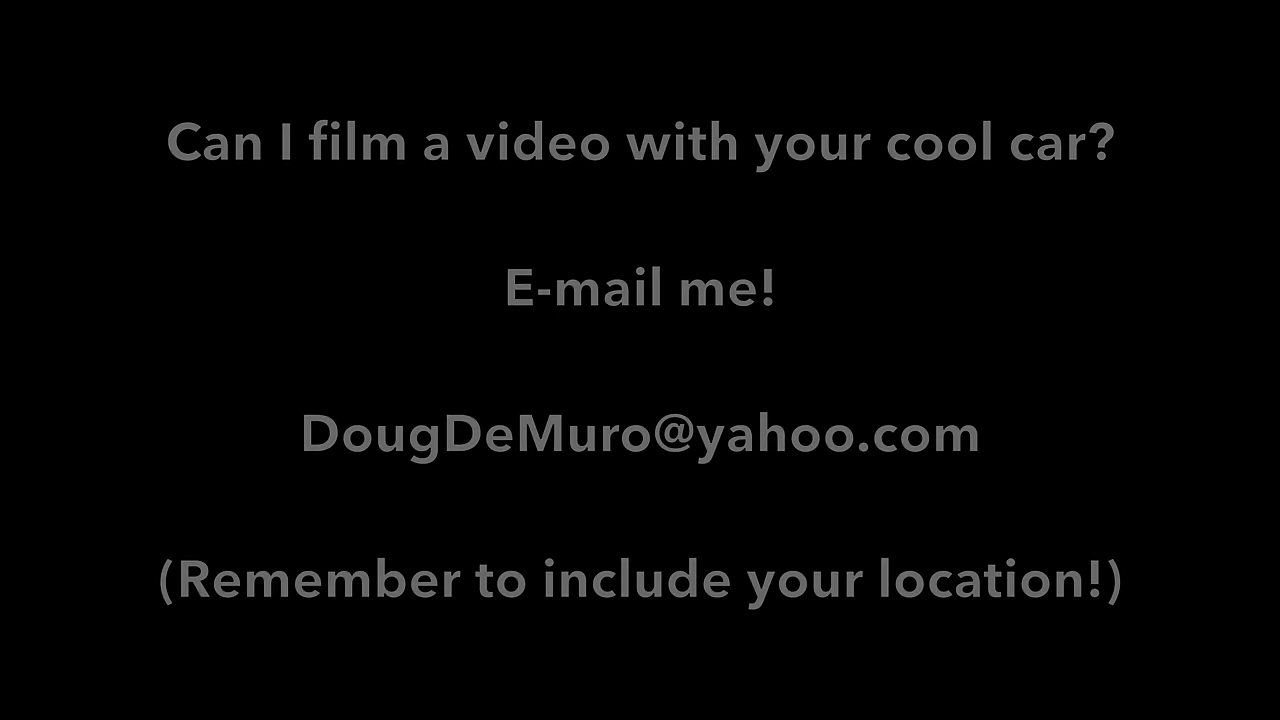 Can I film a video with your cool car?
E-mail me!
DougDeMuro@yahoo.com
(Remember to include your location!)